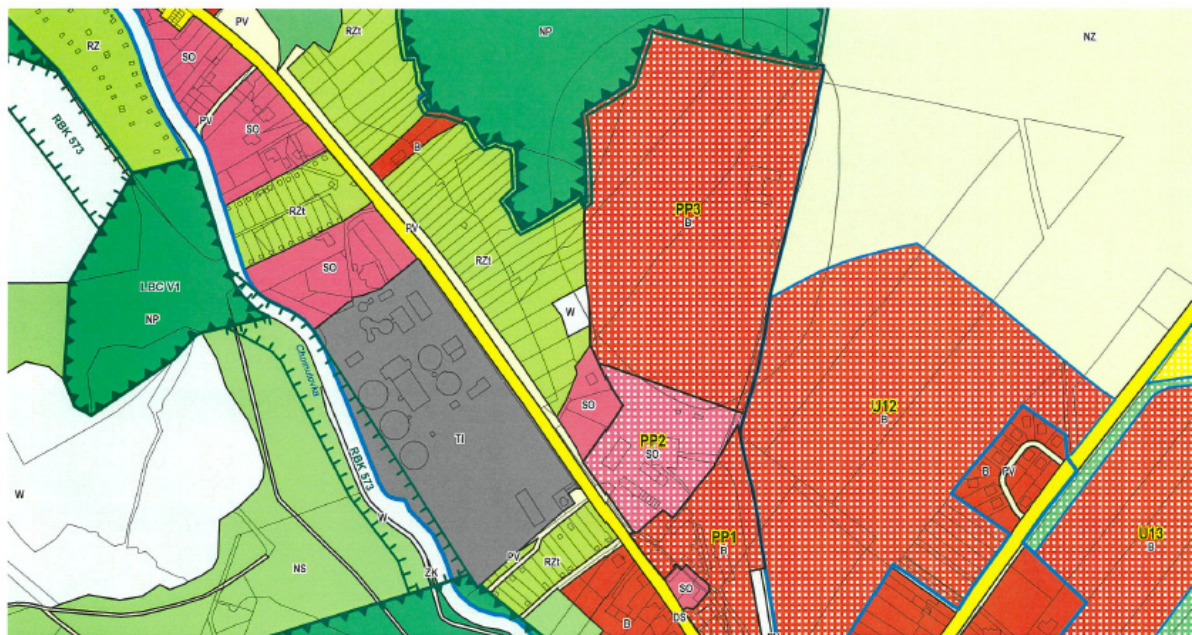 PV
RZt
NP
NZ
RZ
SO
RBK 573
PV
SO
B
RZt
PP3
B
PV
SO
RZt
LBC V1
NP
W
Chomutovka
U12
B
SO
PP2
SO
TI
B
PV
RBK 573
W
W
U13
B
PP1
B
NS
PV
RZt
ZK
SO
B
DS